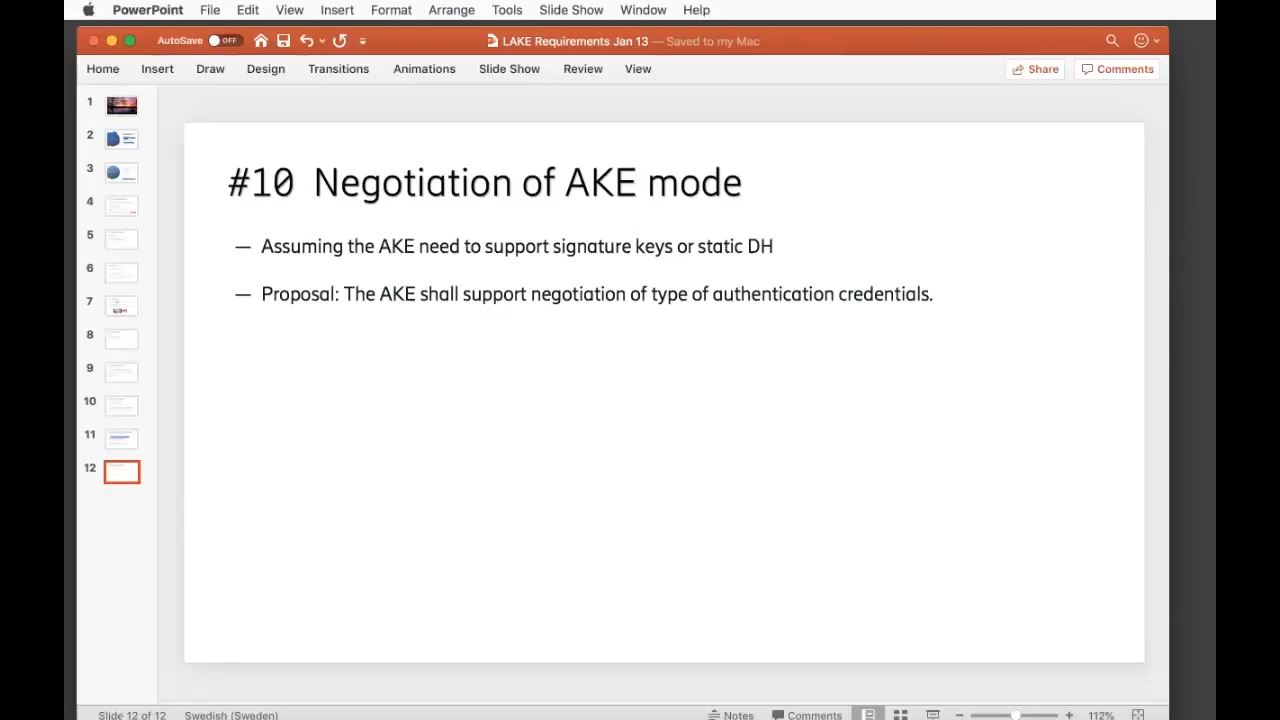 PowerPoint File Edit View Insert Format Arrange Tools Slide Show Window Help
AutoSave OFF LAKE Requirements Jan 13 — Saved to my Mac
Home Insert Draw Design Transitions Animations Slide Show Review View Share Comments
1
2
3
4
5
6
7
8
9
10
11
12
#10 Negotiation of AKE mode
— Assuming the AKE need to support signature keys or static DH
— Proposal: The AKE shall support negotiation of type of authentication credentials.
Slide 12 of 12 Swedish (Sweden) Notes Comments 112%